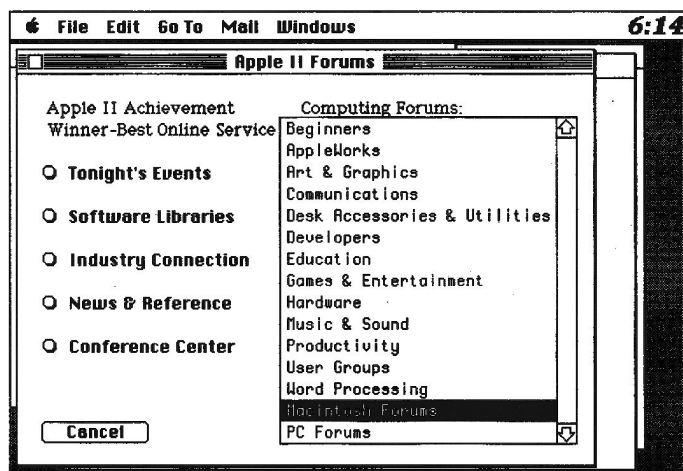 File Edit Go To Mail Windows 6:14
Apple II Forums
Apple II Achievement
Winner-Best Online Service
Tonight's Events
Software Libraries
Industry Connection
News & Reference
Conference Center
Cancel
Computing Forums:
Beginners
AppleWorks
Art & Graphics
Communications
Desk Accessories & Utilities
Developers
Education
Games & Entertainment
Hardware
Music & Sound
Productivity
User Groups
Word Processing
Macintosh Forums
PC Forums